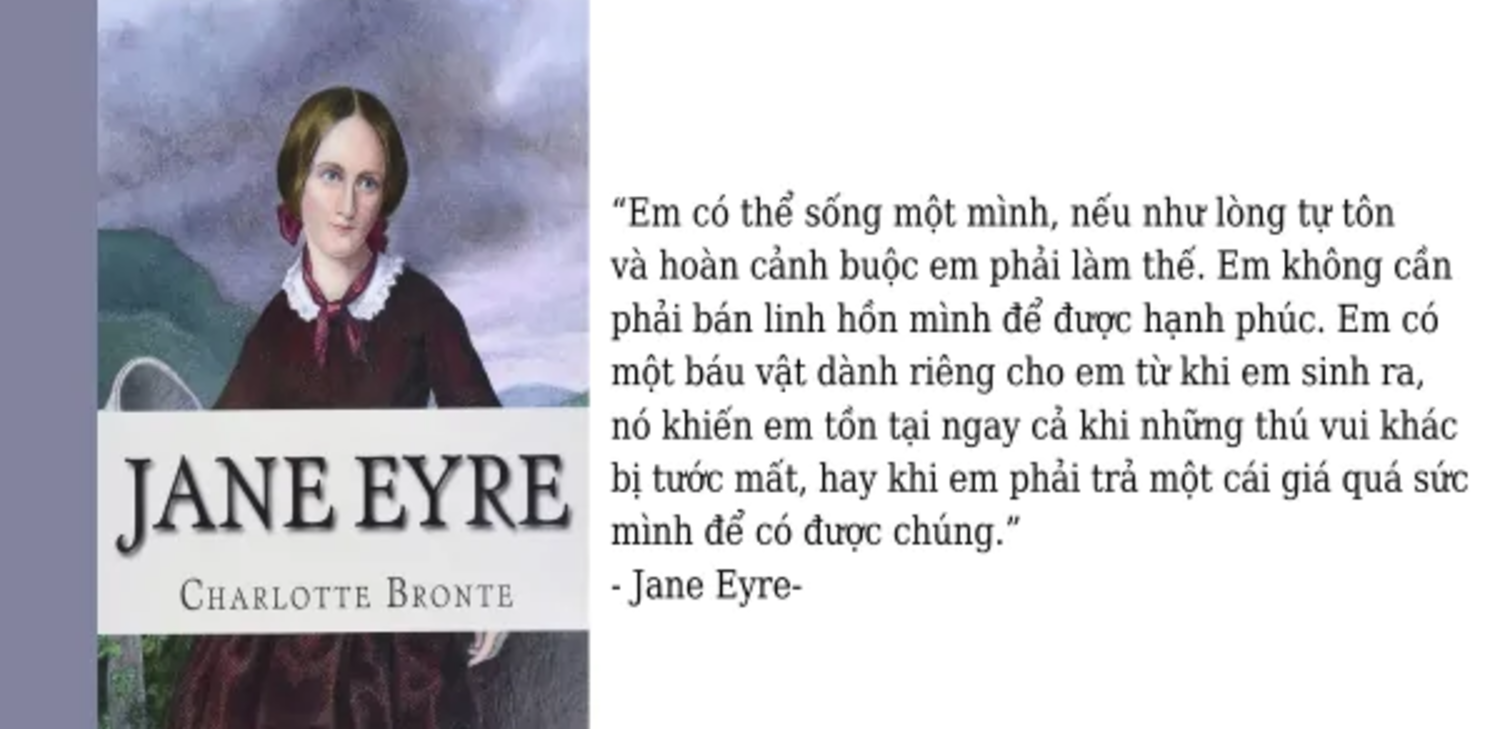 JANE EYRE
CHARLOTTE BRONTE
“Em có thể sống một mình, nếu như lòng tự tôn
và hoàn cảnh buộc em phải làm thế. Em không cần
phải bán linh hồn mình để được hạnh phúc. Em có
một báu vật dành riêng cho em từ khi em sinh ra,
nó khiến em tồn tại ngay cả khi những thú vui khác
bị tước mất, hay khi em phải trả một cái giá quá sức
mình để có được chúng.”
- Jane Eyre-